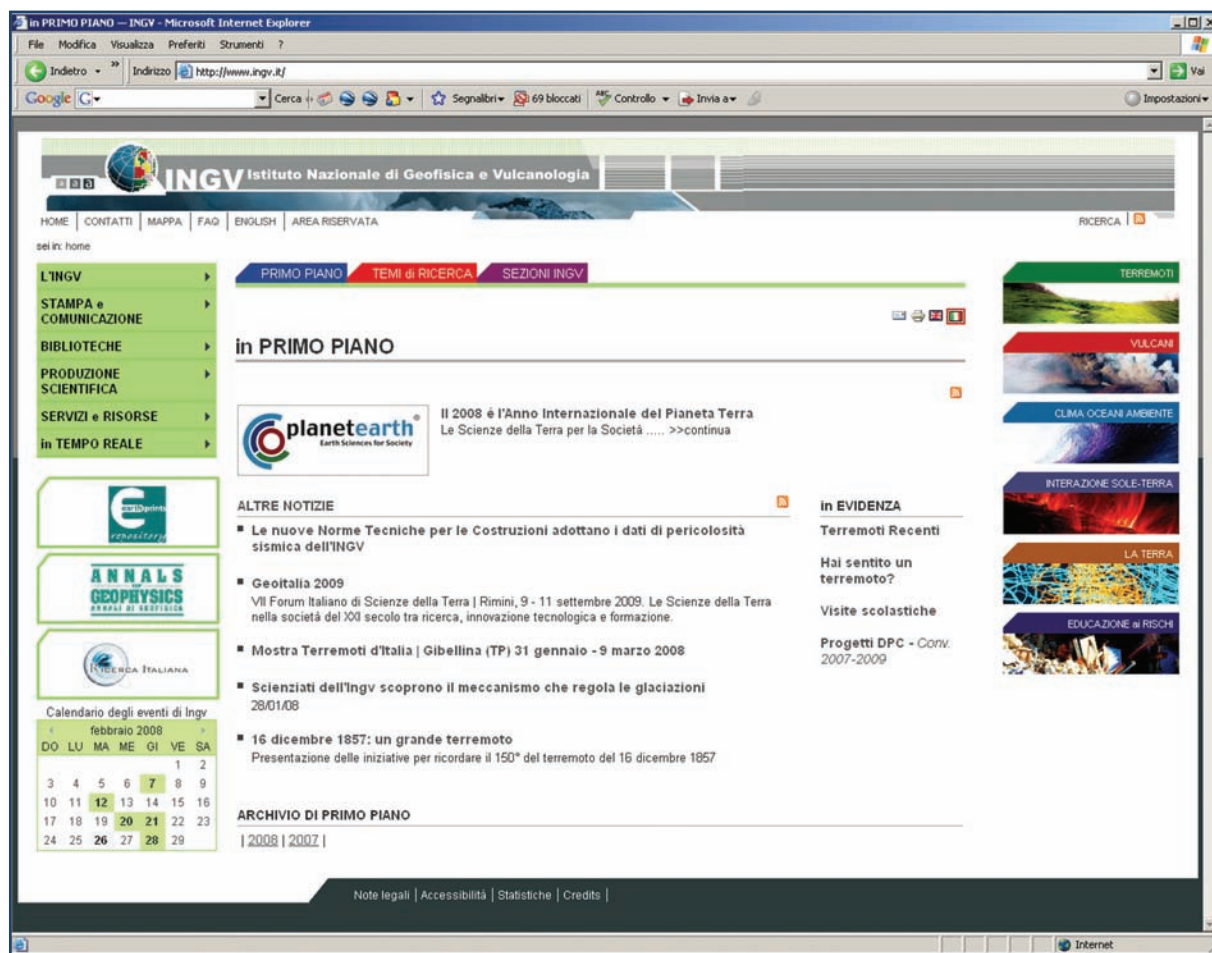 in PRIMO PIANO — INGV - Microsoft Internet Explorer
File Modifica Visualizza Preferiti Strumenti ?
Indietro » Indirizzo http://www.ingv.it/ Vai
Google G Cerca Segnalibri 69 bloccati ABC Controllo Invia a Impostazioni
INGV Istituto Nazionale di Geofisica e Vulcanologia
a a a
HOME | CONTATTI | MAPPA | FAQ | ENGLISH | AREA RISERVATA
RICERCA |
sei in: home
L'INGV
STAMPA e
COMUNICAZIONE
BIBLIOTECHE
PRODUZIONE
SCIENTIFICA
SERVIZI e RISORSE
in TEMPO REALE
earthprints
repository
ANNALS
OF
GEOPHYSICS
ANNALI DI GEOFISICA
RICERCA ITALIANA
Calendario degli eventi di Ingv
« febbraio 2008 »
DO LU MA ME GI VE SA
1 2
3 4 5 6 7 8 9
10 11 12 13 14 15 16
17 18 19 20 21 22 23
24 25 26 27 28 29
PRIMO PIANO TEMI di RICERCA SEZIONI INGV
in PRIMO PIANO
planetearth
Earth Sciences for Society
Il 2008 é l'Anno Internazionale del Pianeta Terra
Le Scienze della Terra per la Società ..... >>continua
ALTRE NOTIZIE
Le nuove Norme Tecniche per le Costruzioni adottano i dati di pericolosità
sismica dell'INGV
Geoitalia 2009
VII Forum Italiano di Scienze della Terra | Rimini, 9 - 11 settembre 2009. Le Scienze della Terra
nella società del XXI secolo tra ricerca, innovazione tecnologica e formazione.
Mostra Terremoti d'Italia | Gibellina (TP) 31 gennaio - 9 marzo 2008
Scienziati dell'Ingv scoprono il meccanismo che regola le glaciazioni
28/01/08
16 dicembre 1857: un grande terremoto
Presentazione delle iniziative per ricordare il 150° del terremoto del 16 dicembre 1857
ARCHIVIO DI PRIMO PIANO
| 2008 | 2007 |
in EVIDENZA
Terremoti Recenti
Hai sentito un
terremoto?
Visite scolastiche
Progetti DPC - Conv.
2007-2009
TERREMOTI
VULCANI
CLIMA OCEANI AMBIENTE
INTERAZIONE SOLE-TERRA
LA TERRA
EDUCAZIONE ai RISCHI
Note legali | Accessibilità | Statistiche | Credits |
Internet